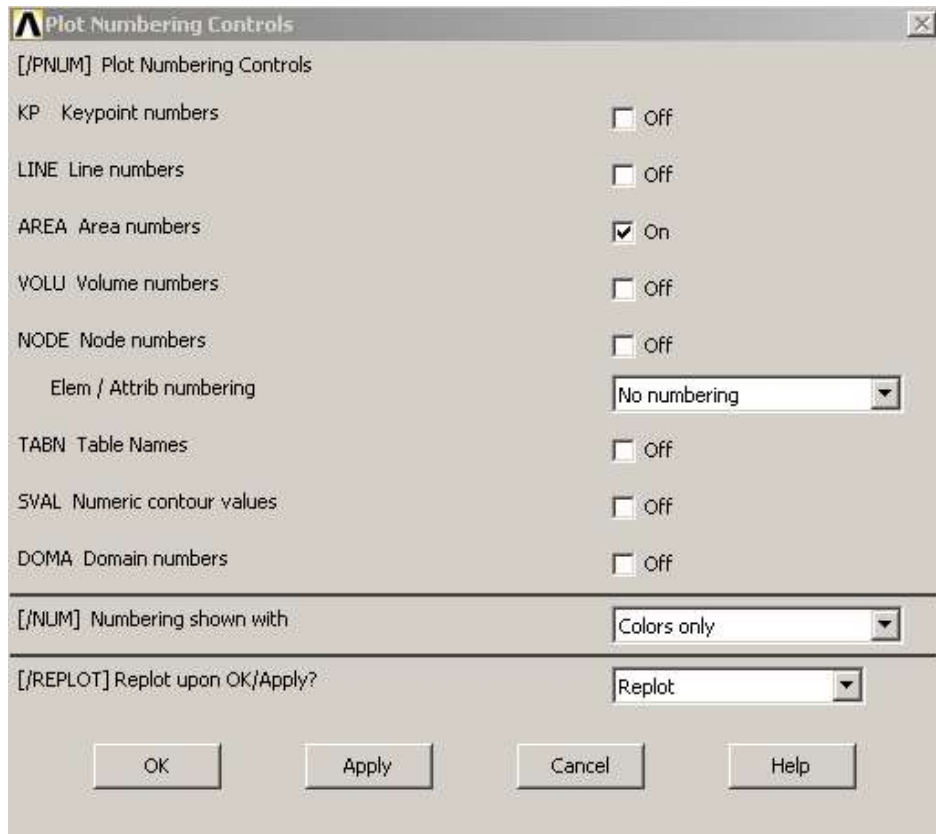 Plot Numbering Controls
[/PNUM] Plot Numbering Controls
KP Keypoint numbers Off
LINE Line numbers Off
AREA Area numbers On
VOLU Volume numbers Off
NODE Node numbers Off
Elem / Attrib numbering No numbering
TABN Table Names Off
SVAL Numeric contour values Off
DOMA Domain numbers Off
[/NUM] Numbering shown with Colors only
[/REPLOT] Replot upon OK/Apply? Replot
OK Apply Cancel Help